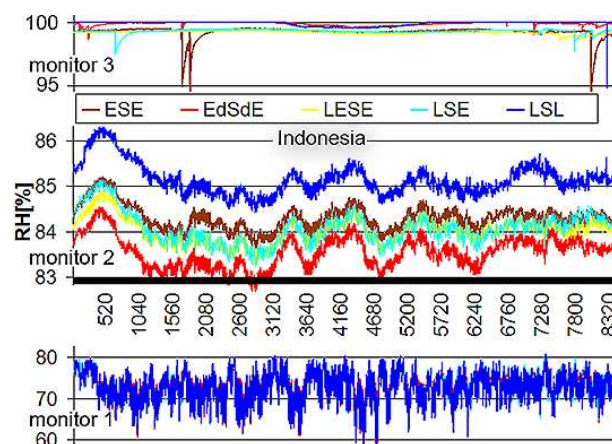 100
monitor 3
95
ESE EdSdE LESE LSE LSL
Indonesia
86
85
RH[%]
84
monitor 2
83
520 1040 1560 2080 2600 3120 3640 4160 4680 5200 5720 6240 6760 7280 7800 8320
80
70
monitor 1
60